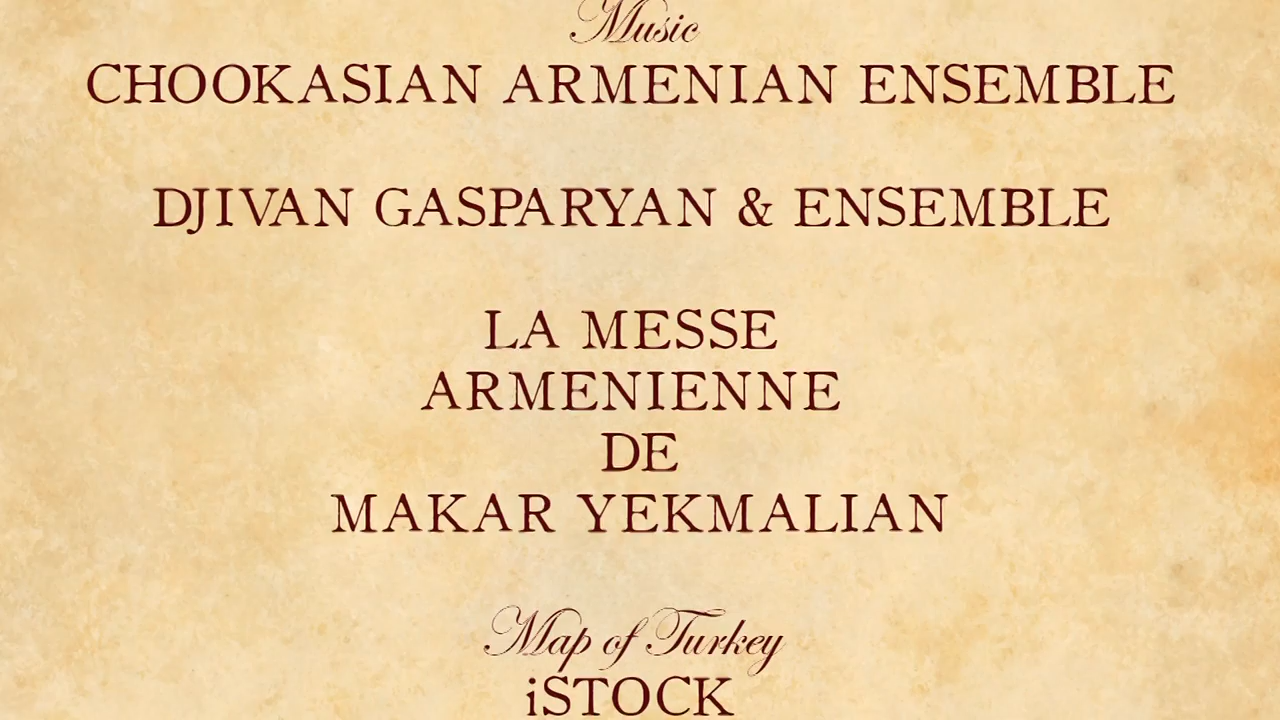 Music
CHOOKASIAN ARMENIAN ENSEMBLE
DJIVAN GASPARYAN & ENSEMBLE
LA MESSE
ARMENIENNE
DE
MAKAR YEKMALIAN
Map of Turkey
iSTOCK